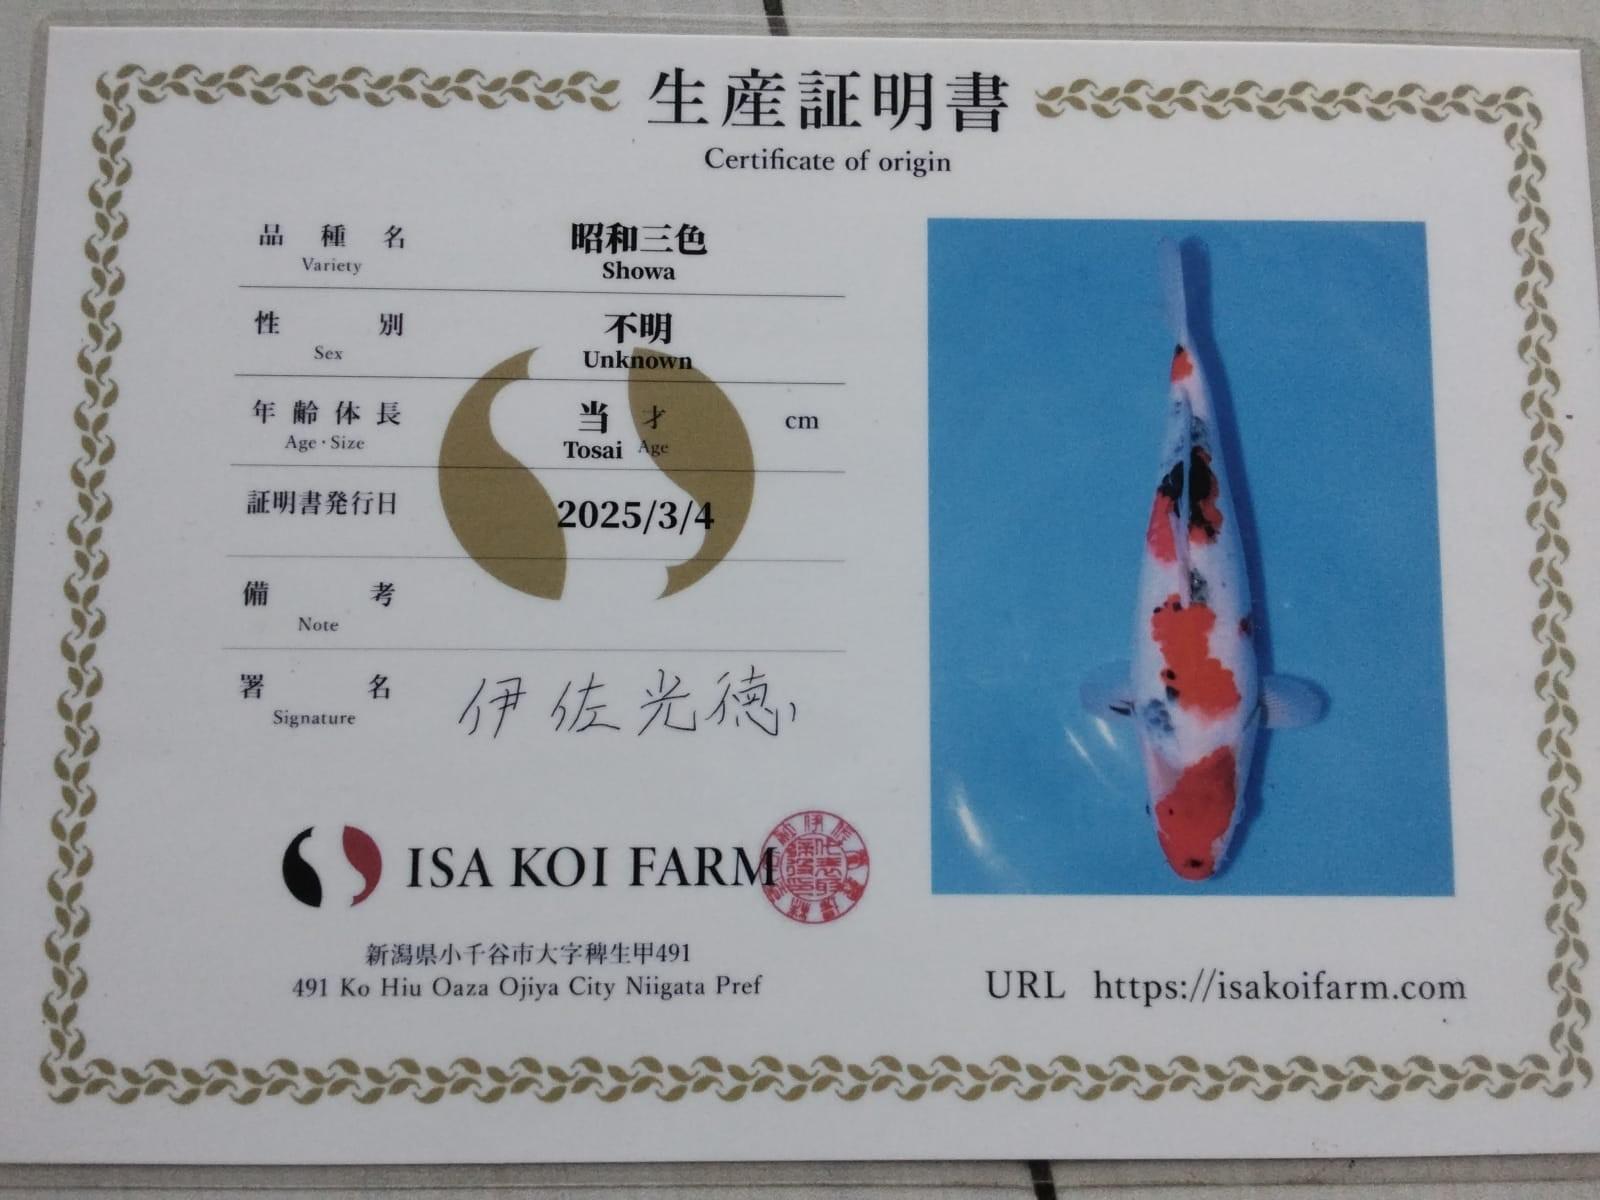 生産証明書
Certificate of origin
品種名 昭和三色
Variety Showa
性別 不明
Sex Unknown
年齢体長 当 才 cm
Age・Size Tosai Age
証明書発行日 2025/3/4
備考
Note
署名 伊佐光徳
Signature
ISA KOI FARM
新潟県小千谷市大字稗生甲491
491 Ko Hiu Oaza Ojiya City Niigata Pref
URL https://isakoifarm.com